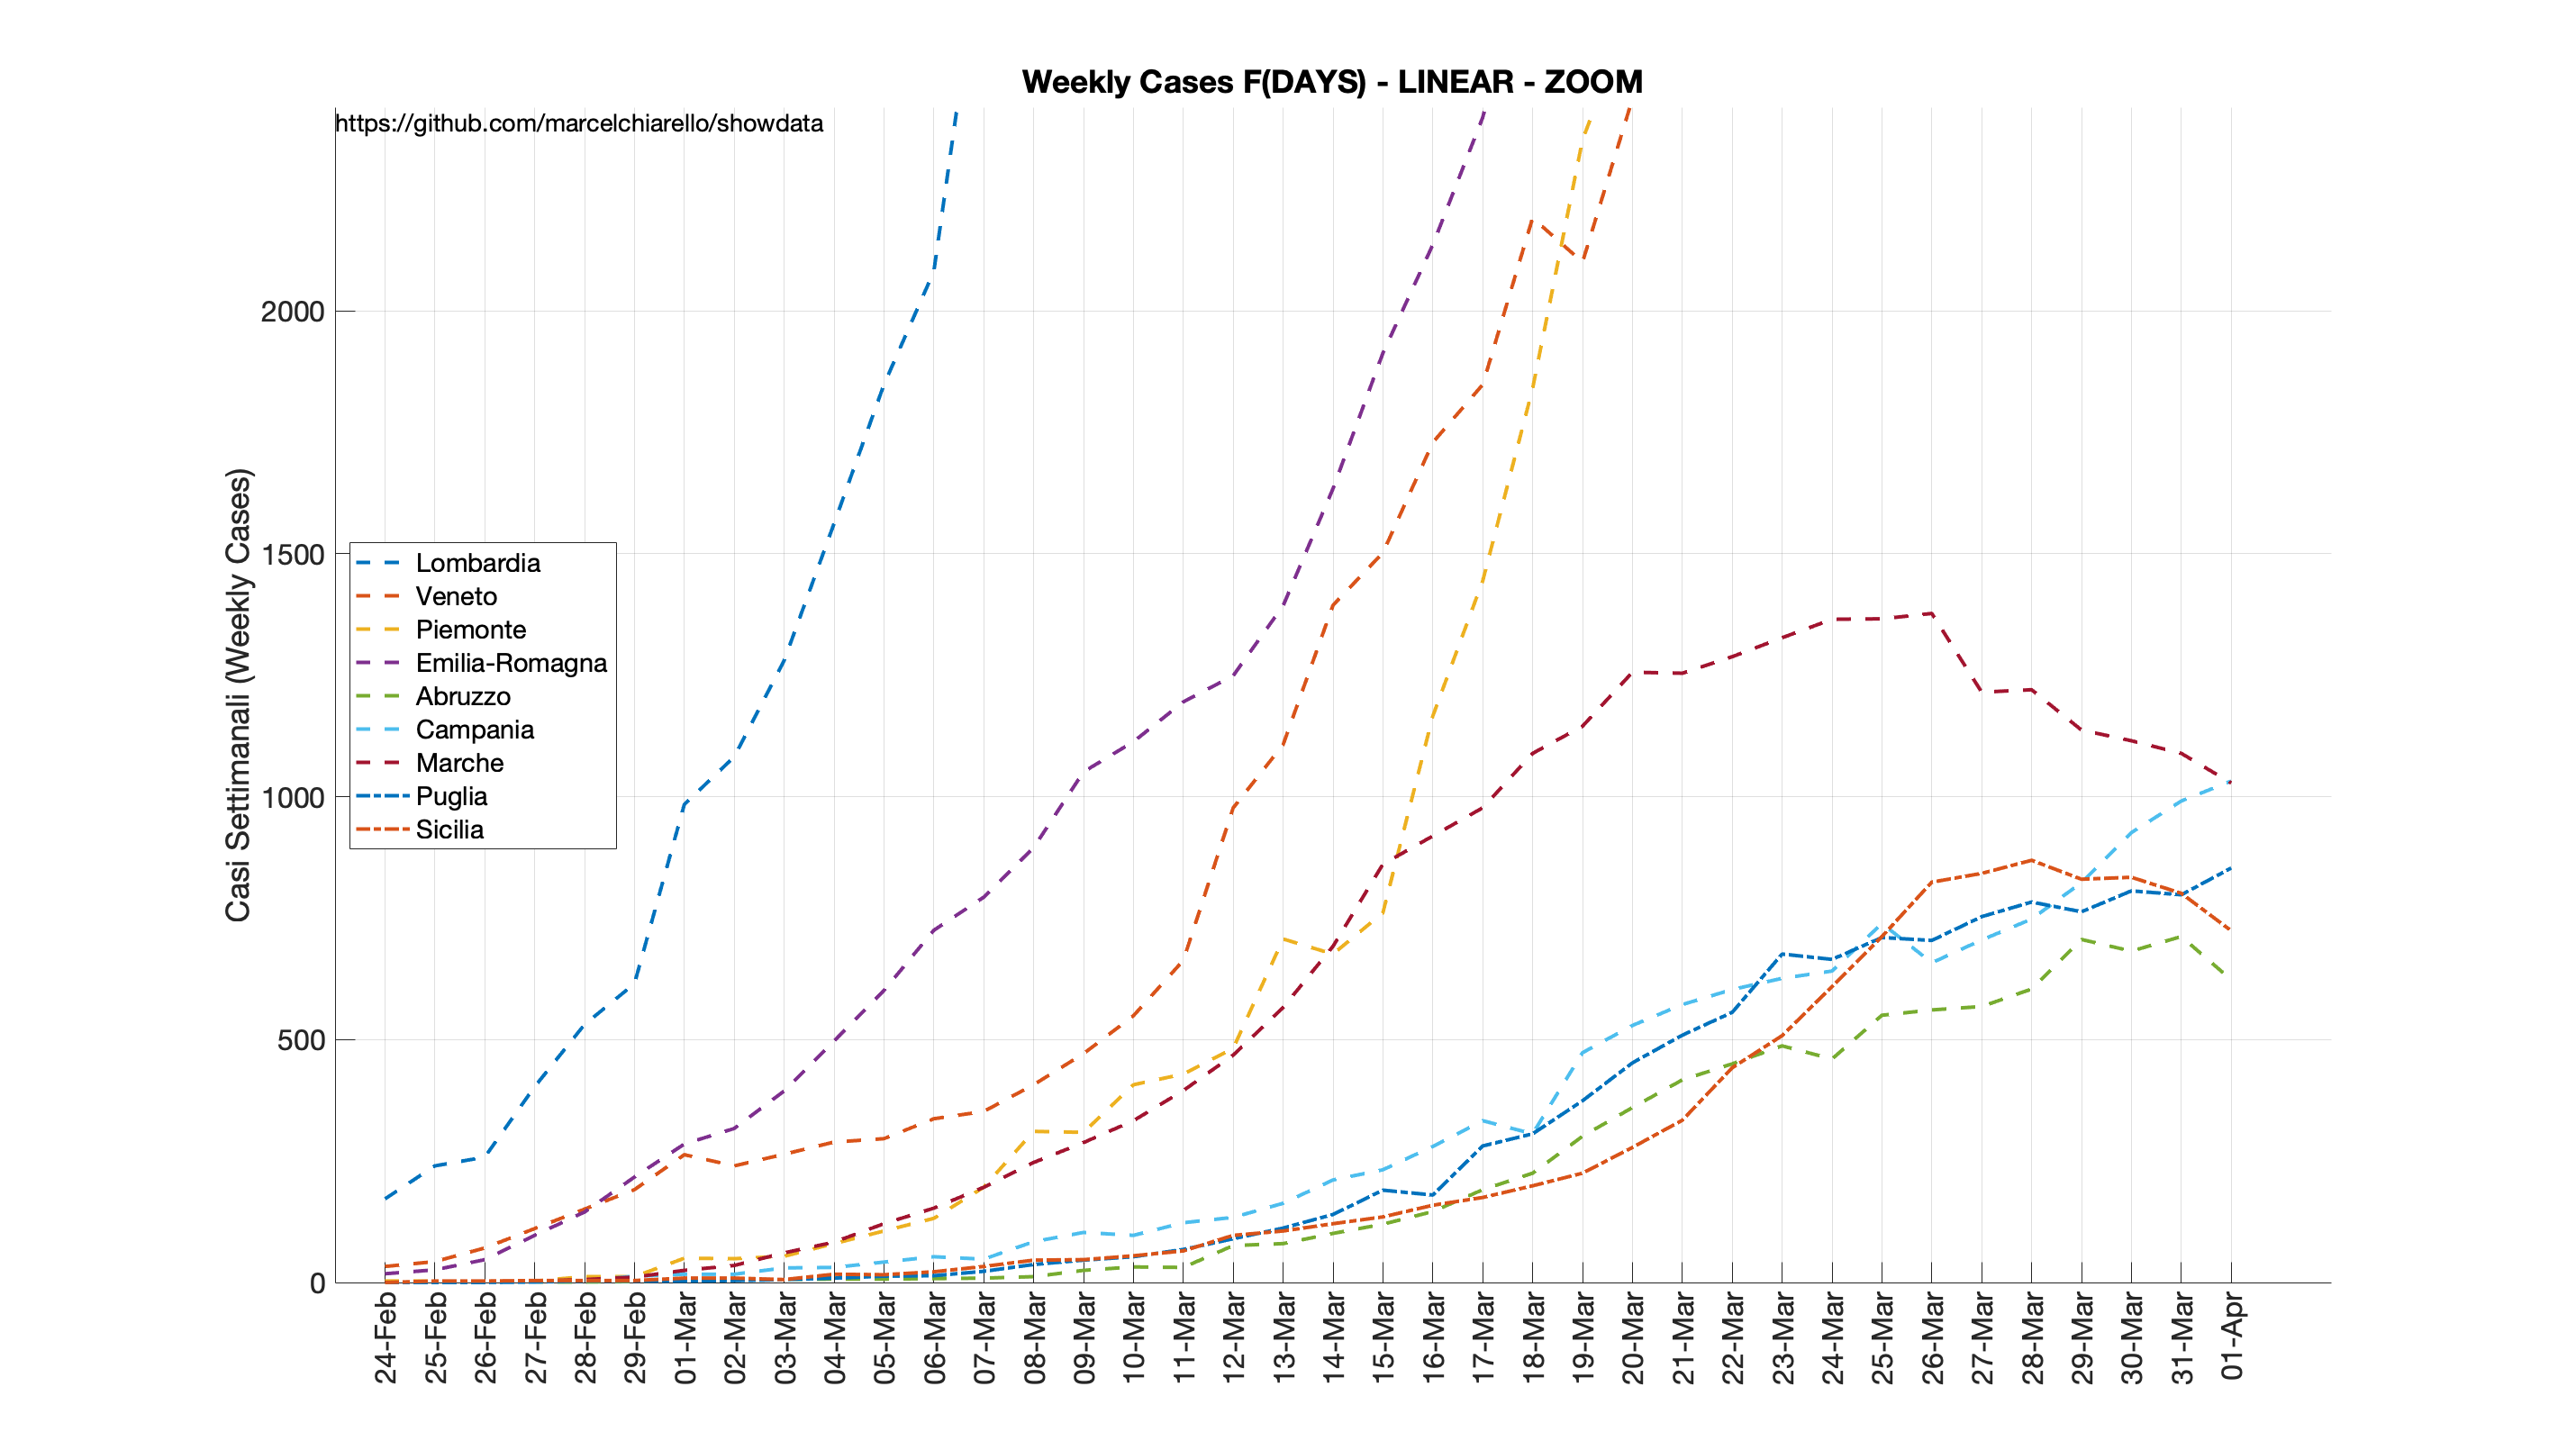 Weekly Cases F(DAYS) - LINEAR - ZOOM
https://github.com/marcelchiarello/showdata
Casi Settimanali (Weekly Cases)
2000
1500
1000
500
0
Lombardia
Veneto
Piemonte
Emilia-Romagna
Abruzzo
Campania
Marche
Puglia
Sicilia
24-Feb
25-Feb
26-Feb
27-Feb
28-Feb
29-Feb
01-Mar
02-Mar
03-Mar
04-Mar
05-Mar
06-Mar
07-Mar
08-Mar
09-Mar
10-Mar
11-Mar
12-Mar
13-Mar
14-Mar
15-Mar
16-Mar
17-Mar
18-Mar
19-Mar
20-Mar
21-Mar
22-Mar
23-Mar
24-Mar
25-Mar
26-Mar
27-Mar
28-Mar
29-Mar
30-Mar
31-Mar
01-Apr